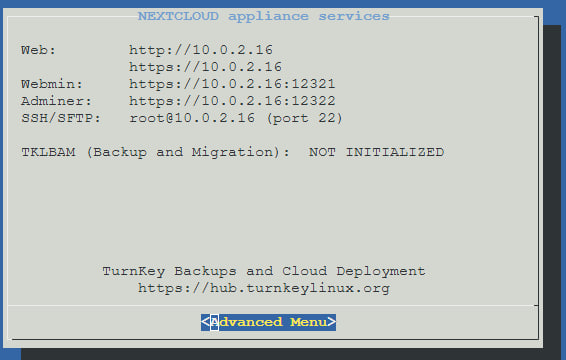 NEXTCLOUD appliance services
Web: http://10.0.2.16
https://10.0.2.16
Webmin: https://10.0.2.16:12321
Adminer: https://10.0.2.16:12322
SSH/SFTP: root@10.0.2.16 (port 22)
TKLBAM (Backup and Migration): NOT INITIALIZED
TurnKey Backups and Cloud Deployment
https://hub.turnkeylinux.org
<Advanced Menu>